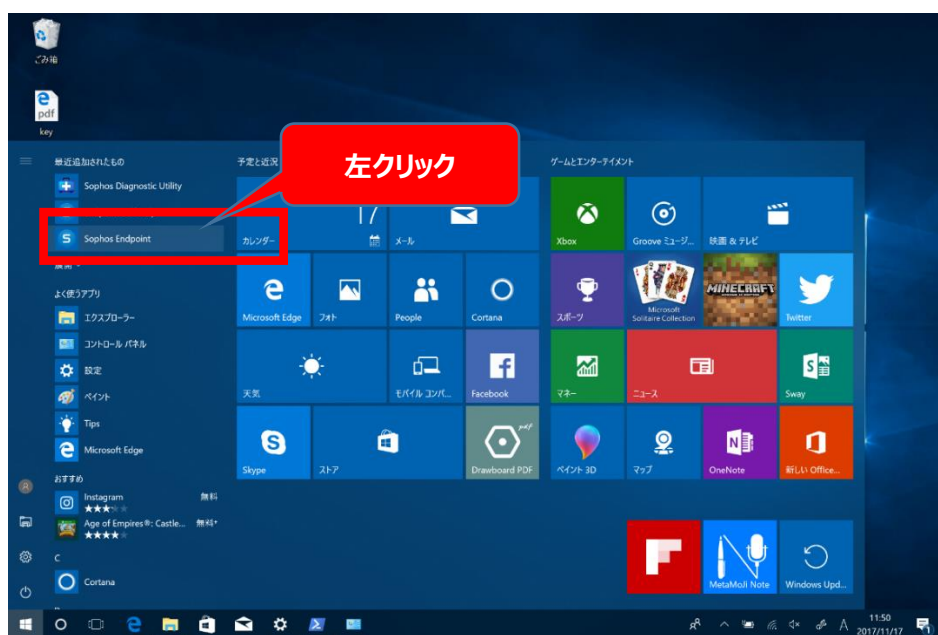 ごみ箱
pdf
key
左クリック
最近追加されたもの
Sophos Diagnostic Utility
Sophos Endpoint
展開
よく使うアプリ
エクスプローラー
コントロール パネル
設定
ペイント
Tips
Microsoft Edge
おすすめ
Instagram 無料
★★★★★
Age of Empires®: Castle... 無料+
★★★★★
C
Cortana
予定と近況
17
カレンダー
メール
Microsoft Edge
フォト
People
Cortana
天気
モバイル コンパ...
Facebook
Skype
ストア
Drawboard PDF
ゲームとエンターテイメント
Xbox
Groove ミュージ...
映画 & テレビ
スポーツ
Microsoft
Solitaire Collection
MINECRAFT
Twitter
マネー
ニュース
Sway
ペイント 3D
マップ
OneNote
新しい Office...
MetaMoJi Note
Windows Upd...
A
11:50
2017/11/17